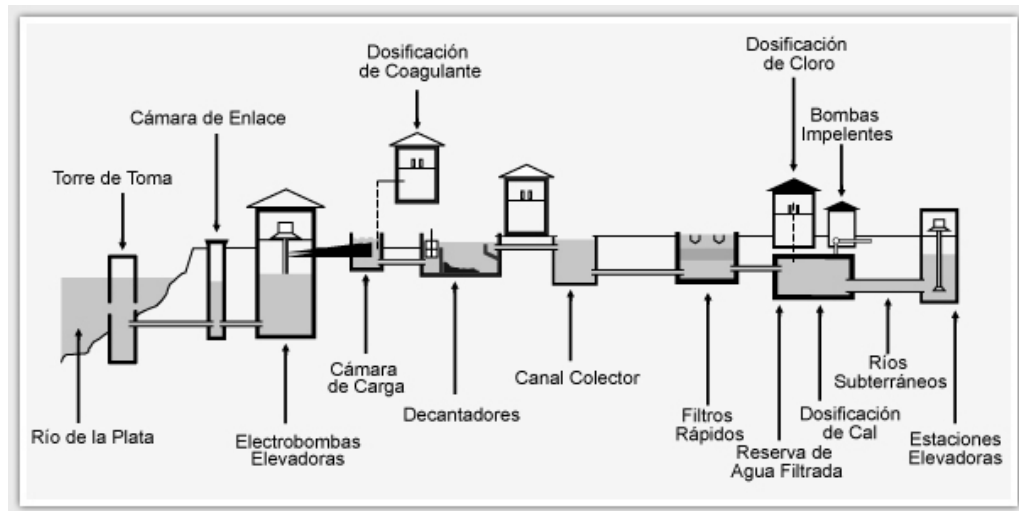 Dosificación
de Coagulante
Dosificación
de Cloro
Cámara de Enlace
Bombas
Impelentes
Torre de Toma
Río de la Plata
Electrobombas
Elevadoras
Cámara
de Carga
Decantadores
Canal Colector
Filtros
Rápidos
Reserva de
Agua Filtrada
Dosificación
de Cal
Ríos
Subterráneos
Estaciones
Elevadoras